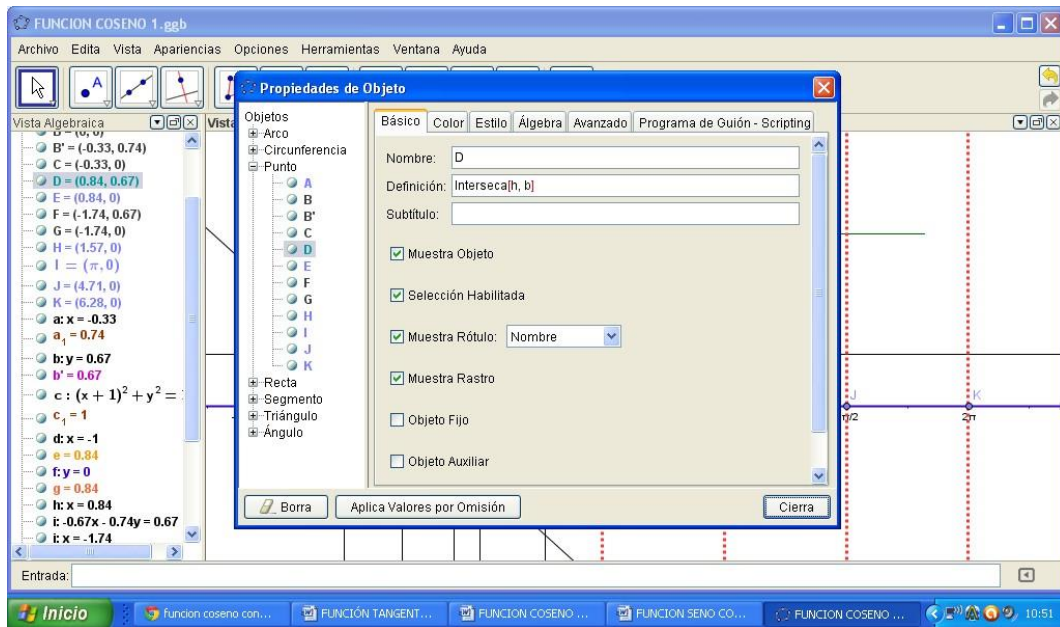 FUNCION COSENO 1.ggb
Archivo Edita Vista Apariencias Opciones Herramientas Ventana Ayuda
A
Vista Algebraica
B' = (-0.33, 0.74)
C = (-0.33, 0)
D = (0.84, 0.67)
E = (0.84, 0)
F = (-1.74, 0.67)
G = (-1.74, 0)
H = (1.57, 0)
I = (π, 0)
J = (4.71, 0)
K = (6.28, 0)
a: x = -0.33
a₁ = 0.74
b: y = 0.67
b' = 0.67
c : (x + 1)² + y² =
c₁ = 1
d: x = -1
e = 0.84
f: y = 0
g = 0.84
h: x = 0.84
i: -0.67x - 0.74y = 0.67
i: x = -1.74
Propiedades de Objeto
Objetos
Arco
Circunferencia
Punto
A
B
B'
C
D
E
F
G
H
I
J
K
Recta
Segmento
Triángulo
Ángulo
Básico Color Estilo Álgebra Avanzado Programa de Guión - Scripting
Nombre: D
Definición: Interseca[h, b]
Subtítulo:
Muestra Objeto
Selección Habilitada
Muestra Rótulo: Nombre
Muestra Rastro
Objeto Fijo
Objeto Auxiliar
Borra Aplica Valores por Omisión Cierra
J K
2π
Entrada:
Inicio funcion coseno con... FUNCIÓN TANGENT... FUNCION COSENO ... FUNCION SENO CO... FUNCION COSENO ... 10:51